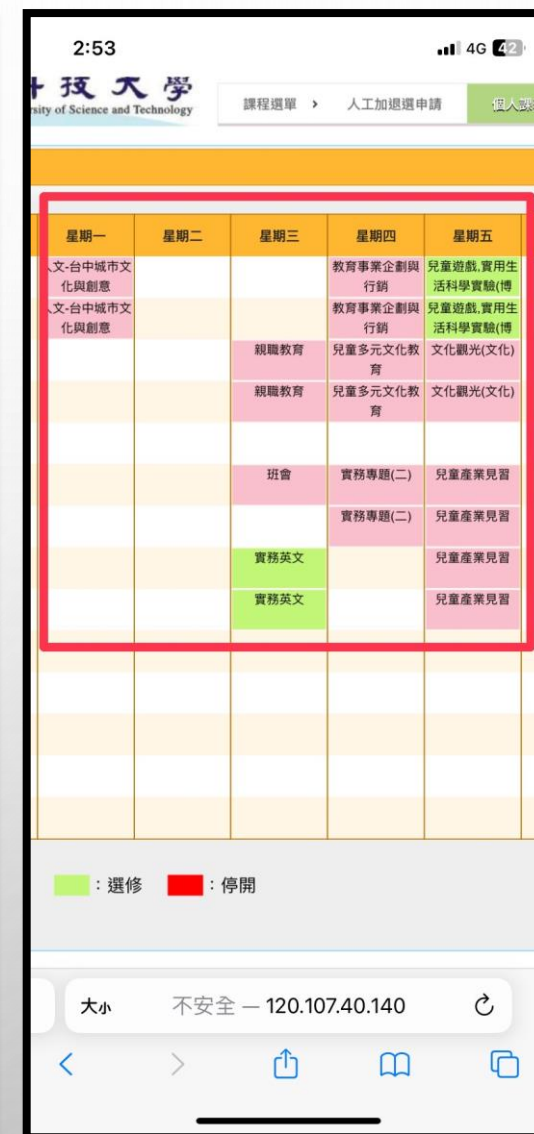 2:53
4G 42
技大學
rsity of Science and Technology
課程選單 >
人工加退選申請
個人課
星期一 星期二 星期三 星期四 星期五
文-台中城市文
化與創意
教育事業企劃與
行銷
兒童遊戲,實用生
活科學實驗(博
文-台中城市文
化與創意
教育事業企劃與
行銷
兒童遊戲,實用生
活科學實驗(博
親職教育
兒童多元文化教
育
文化觀光(文化)
親職教育
兒童多元文化教
育
文化觀光(文化)
班會 實務專題(二) 兒童產業見習
實務專題(二) 兒童產業見習
實務英文 兒童產業見習
實務英文 兒童產業見習
:選修 :停開
大小 不安全 — 120.107.40.140